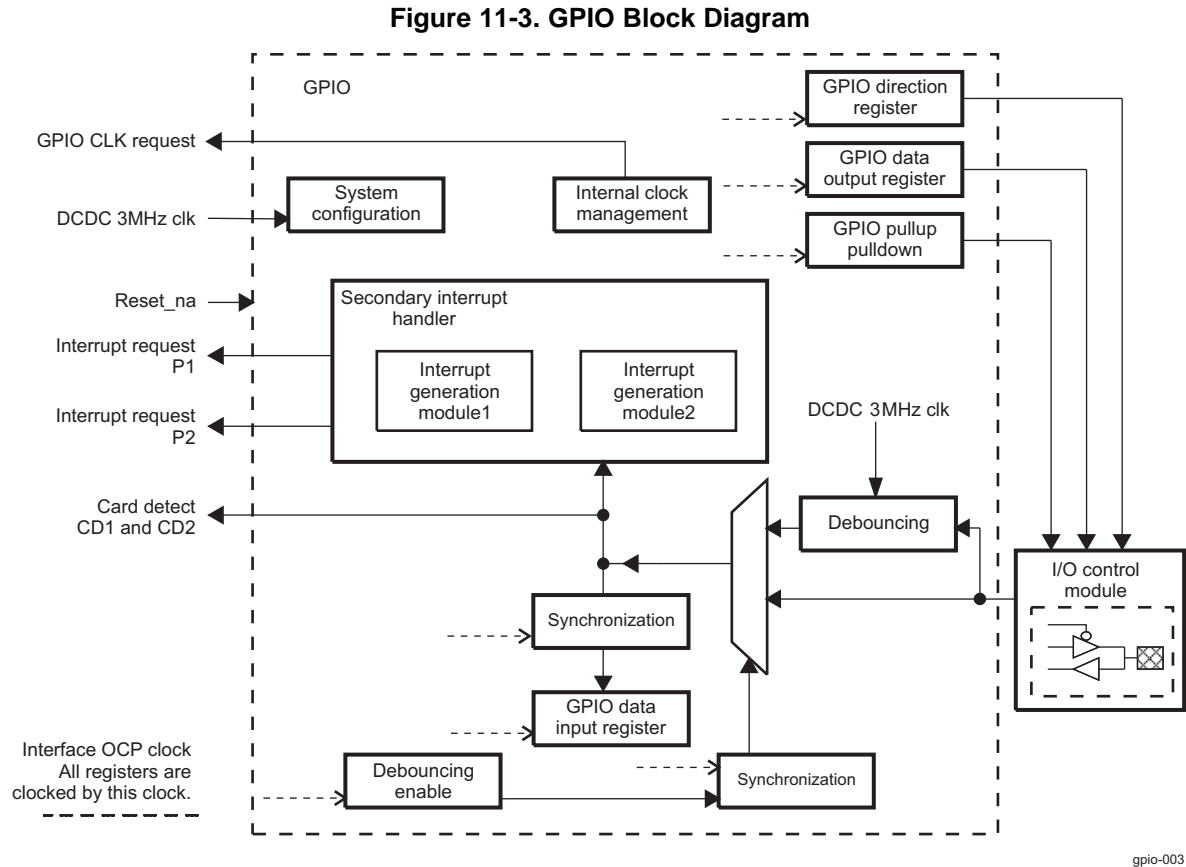 Figure 11-3. GPIO Block Diagram
GPIO
GPIO direction
register
GPIO CLK request
GPIO data
output register
System
configuration
Internal clock
management
DCDC 3MHz clk
GPIO pullup
pulldown
Reset_na
Secondary interrupt
handler
Interrupt request
P1
Interrupt
generation
module1
Interrupt
generation
module2
Interrupt request
P2
DCDC 3MHz clk
Card detect
CD1 and CD2
Debouncing
I/O control
module
Synchronization
GPIO data
input register
Interface OCP clock
All registers are
clocked by this clock.
Debouncing
enable
Synchronization
gpio-003